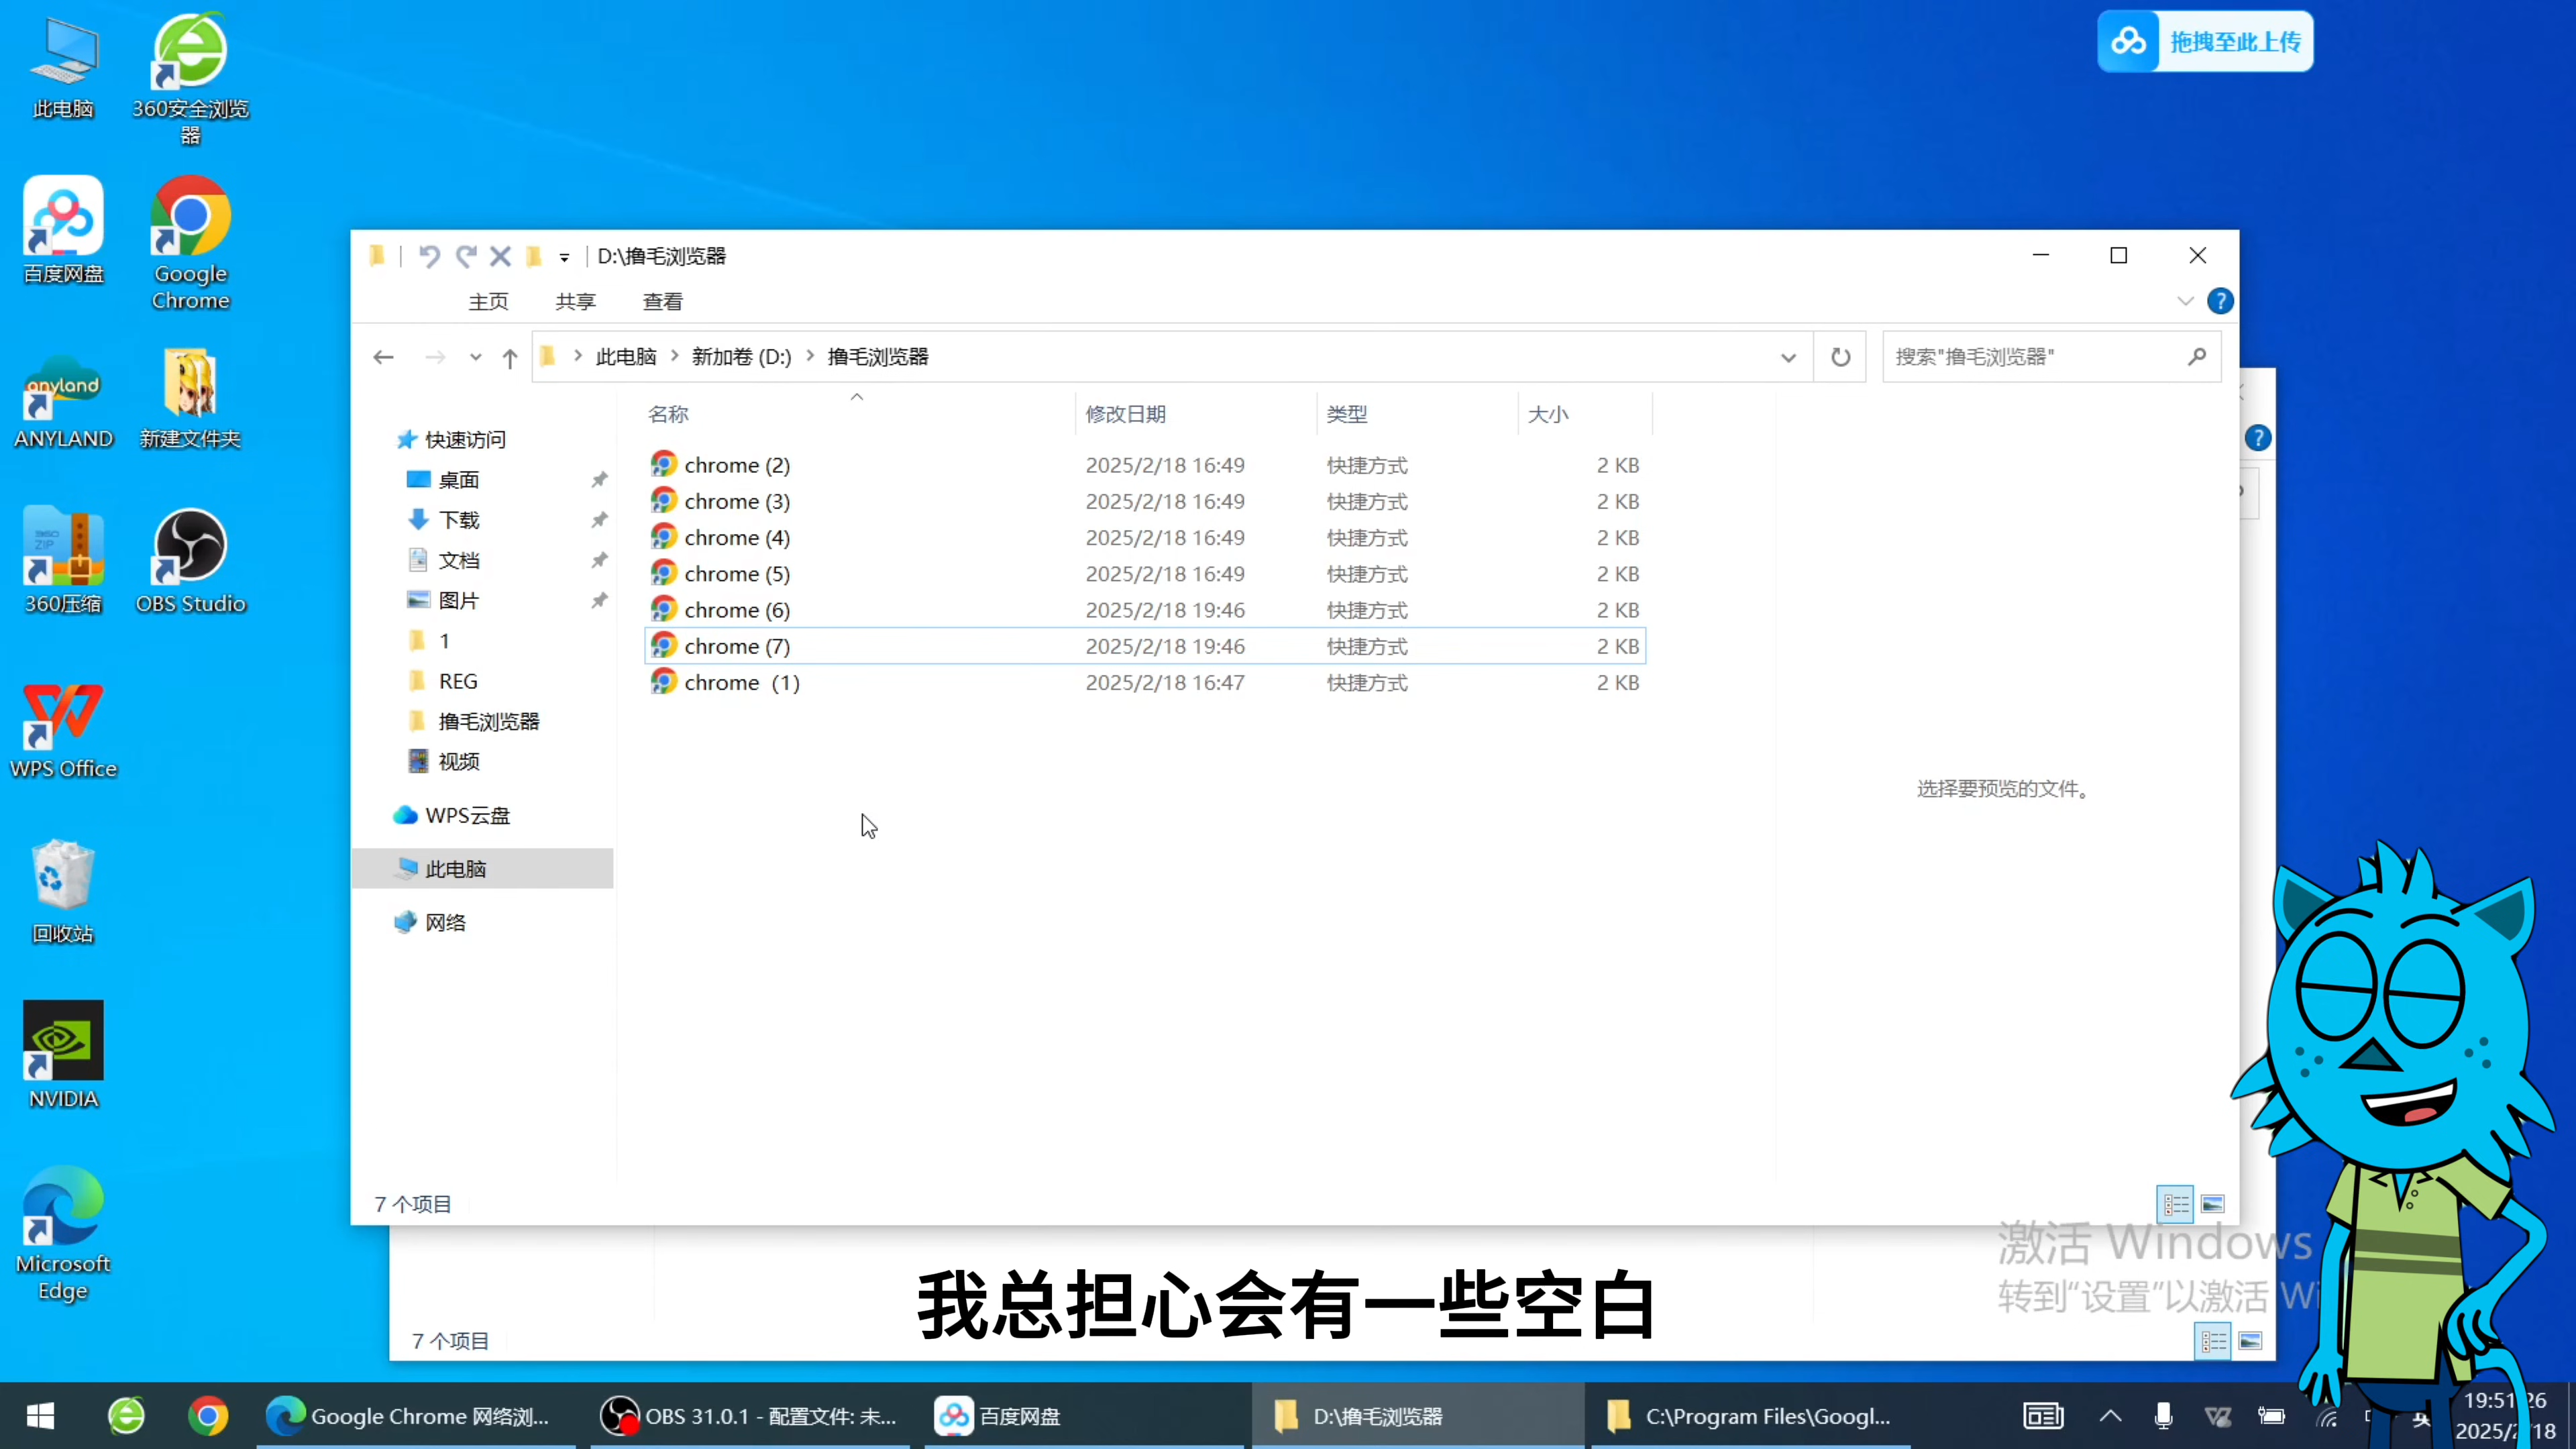 此电脑
360安全浏览
器
百度网盘
Google
Chrome
anyland
ANYLAND
新建文件夹
360
ZIP
360压缩
OBS Studio
WPS Office
回收站
NVIDIA
Microsoft
Edge
拖拽至此上传
D:\撸毛浏览器
主页 共享 查看
此电脑 新加卷 (D:) 撸毛浏览器
搜索"撸毛浏览器"
名称 修改日期 类型 大小
chrome (2) 2025/2/18 16:49 快捷方式 2 KB
chrome (3) 2025/2/18 16:49 快捷方式 2 KB
chrome (4) 2025/2/18 16:49 快捷方式 2 KB
chrome (5) 2025/2/18 16:49 快捷方式 2 KB
chrome (6) 2025/2/18 19:46 快捷方式 2 KB
chrome (7) 2025/2/18 19:46 快捷方式 2 KB
chrome  (1) 2025/2/18 16:47 快捷方式 2 KB
快速访问
桌面
下载
文档
图片
1
REG
撸毛浏览器
视频
WPS云盘
此电脑
网络
选择要预览的文件。
7 个项目
激活 Windows
转到“设置”以激活 Wi
我总担心会有一些空白
7 个项目
Google Chrome 网络浏...
OBS 31.0.1 - 配置文件: 未...
百度网盘
D:\撸毛浏览器
C:\Program Files\Googl...
英
19:51:26
2025/2/18